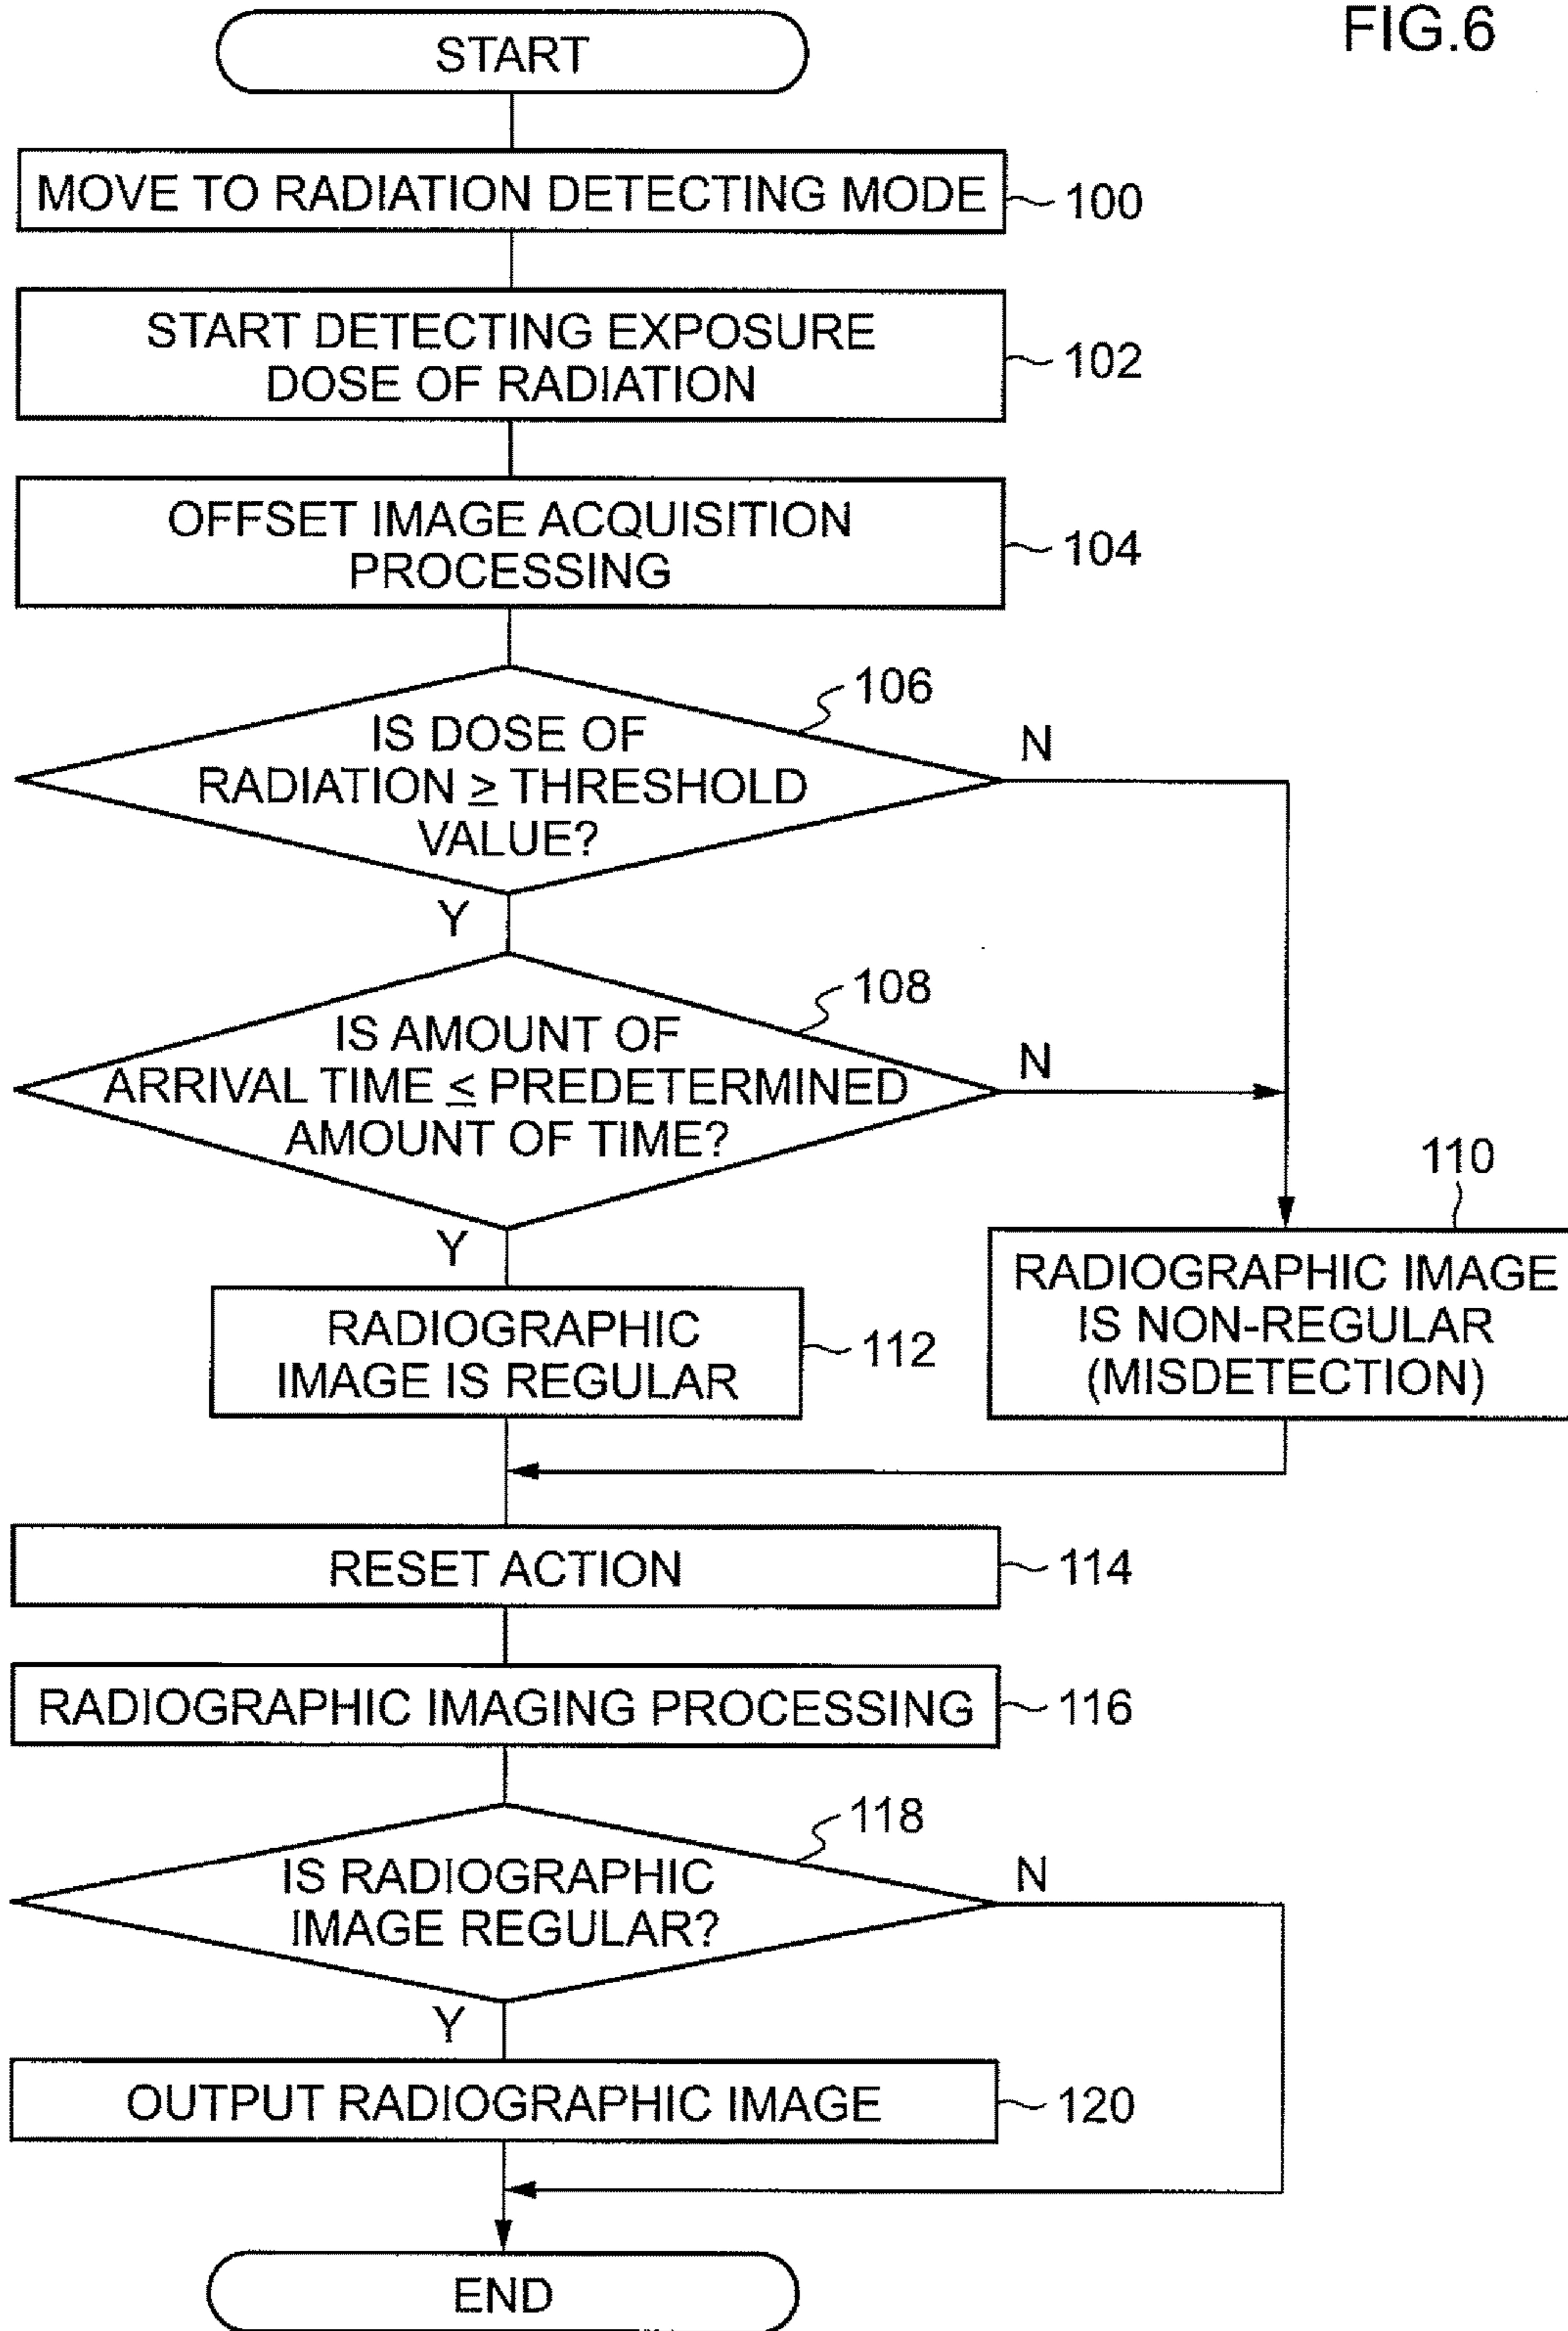 FIG.6
START
MOVE TO RADIATION DETECTING MODE
100
START DETECTING EXPOSURE
DOSE OF RADIATION
102
OFFSET IMAGE ACQUISITION
PROCESSING
104
106
IS DOSE OF
RADIATION ≥ THRESHOLD
VALUE?
N
Y
108
IS AMOUNT OF
ARRIVAL TIME ≤ PREDETERMINED
AMOUNT OF TIME?
N
Y
110
RADIOGRAPHIC IMAGE
IS NON-REGULAR
(MISDETECTION)
RADIOGRAPHIC
IMAGE IS REGULAR
112
RESET ACTION
114
RADIOGRAPHIC IMAGING PROCESSING
116
118
IS RADIOGRAPHIC
IMAGE REGULAR?
N
Y
OUTPUT RADIOGRAPHIC IMAGE
120
END